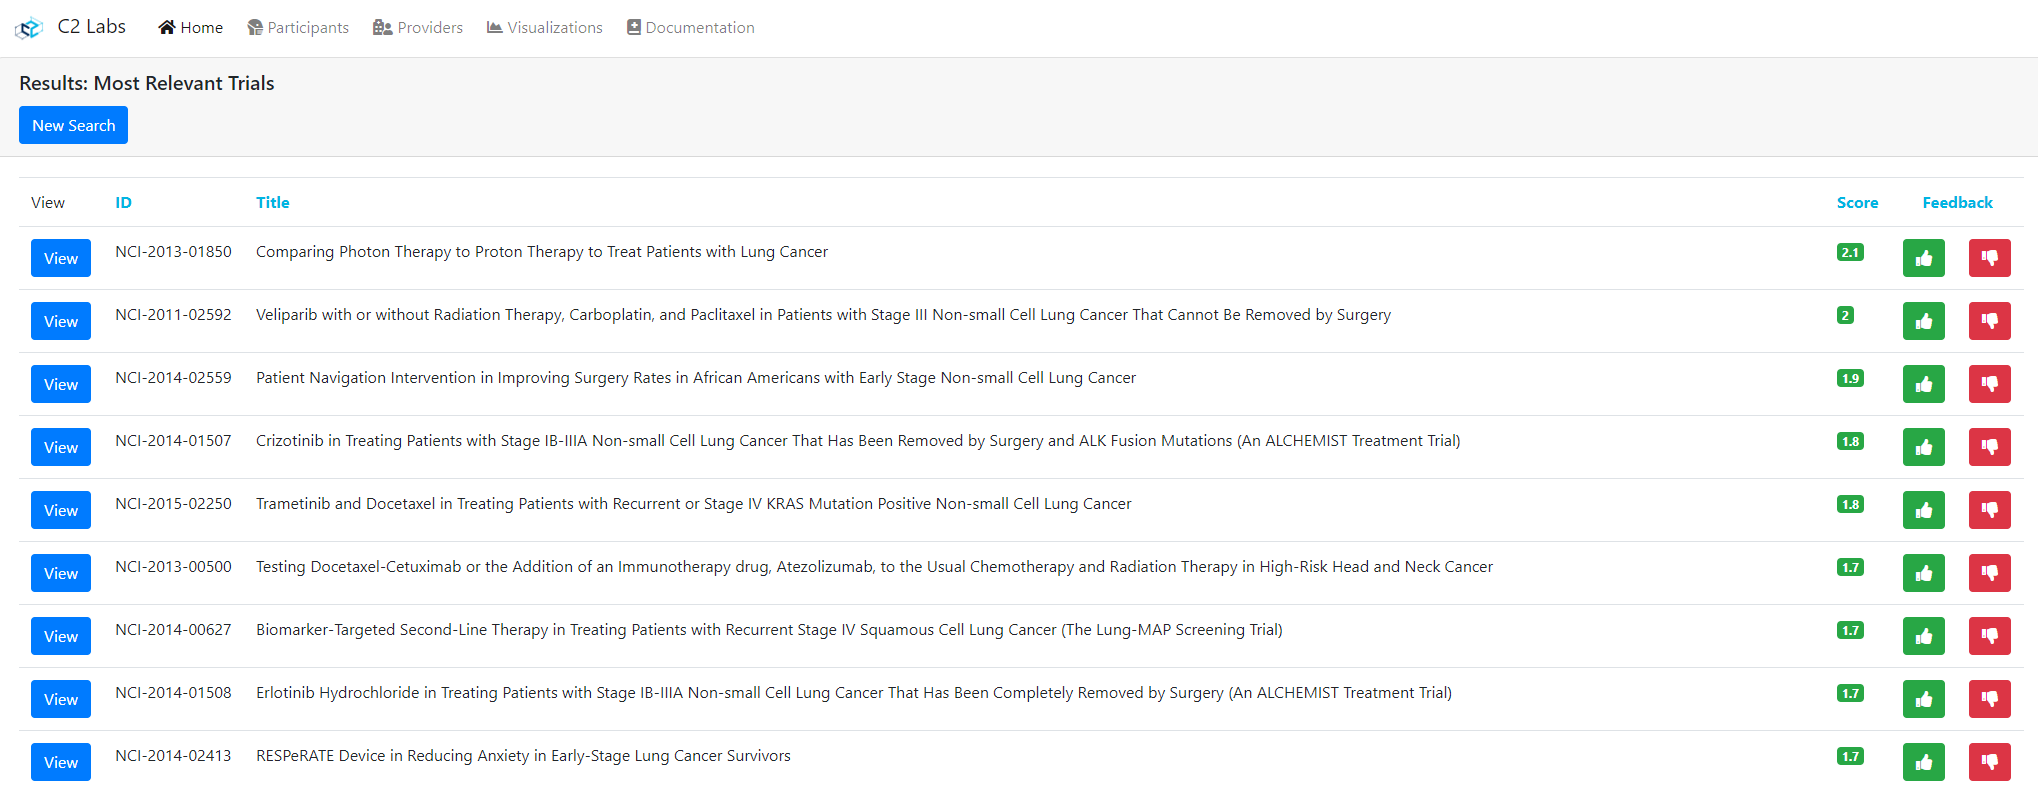 C2 Labs Home Participants Providers Visualizations Documentation
Results: Most Relevant Trials
New Search
View ID Title Score Feedback
View NCI-2013-01850 Comparing Photon Therapy to Proton Therapy to Treat Patients with Lung Cancer 2.1
View NCI-2011-02592 Veliparib with or without Radiation Therapy, Carboplatin, and Paclitaxel in Patients with Stage III Non-small Cell Lung Cancer That Cannot Be Removed by Surgery 2
View NCI-2014-02559 Patient Navigation Intervention in Improving Surgery Rates in African Americans with Early Stage Non-small Cell Lung Cancer 1.9
View NCI-2014-01507 Crizotinib in Treating Patients with Stage IB-IIIA Non-small Cell Lung Cancer That Has Been Removed by Surgery and ALK Fusion Mutations (An ALCHEMIST Treatment Trial) 1.8
View NCI-2015-02250 Trametinib and Docetaxel in Treating Patients with Recurrent or Stage IV KRAS Mutation Positive Non-small Cell Lung Cancer 1.8
View NCI-2013-00500 Testing Docetaxel-Cetuximab or the Addition of an Immunotherapy drug, Atezolizumab, to the Usual Chemotherapy and Radiation Therapy in High-Risk Head and Neck Cancer 1.7
View NCI-2014-00627 Biomarker-Targeted Second-Line Therapy in Treating Patients with Recurrent Stage IV Squamous Cell Lung Cancer (The Lung-MAP Screening Trial) 1.7
View NCI-2014-01508 Erlotinib Hydrochloride in Treating Patients with Stage IB-IIIA Non-small Cell Lung Cancer That Has Been Completely Removed by Surgery (An ALCHEMIST Treatment Trial) 1.7
View NCI-2014-02413 RESPeRATE Device in Reducing Anxiety in Early-Stage Lung Cancer Survivors 1.7